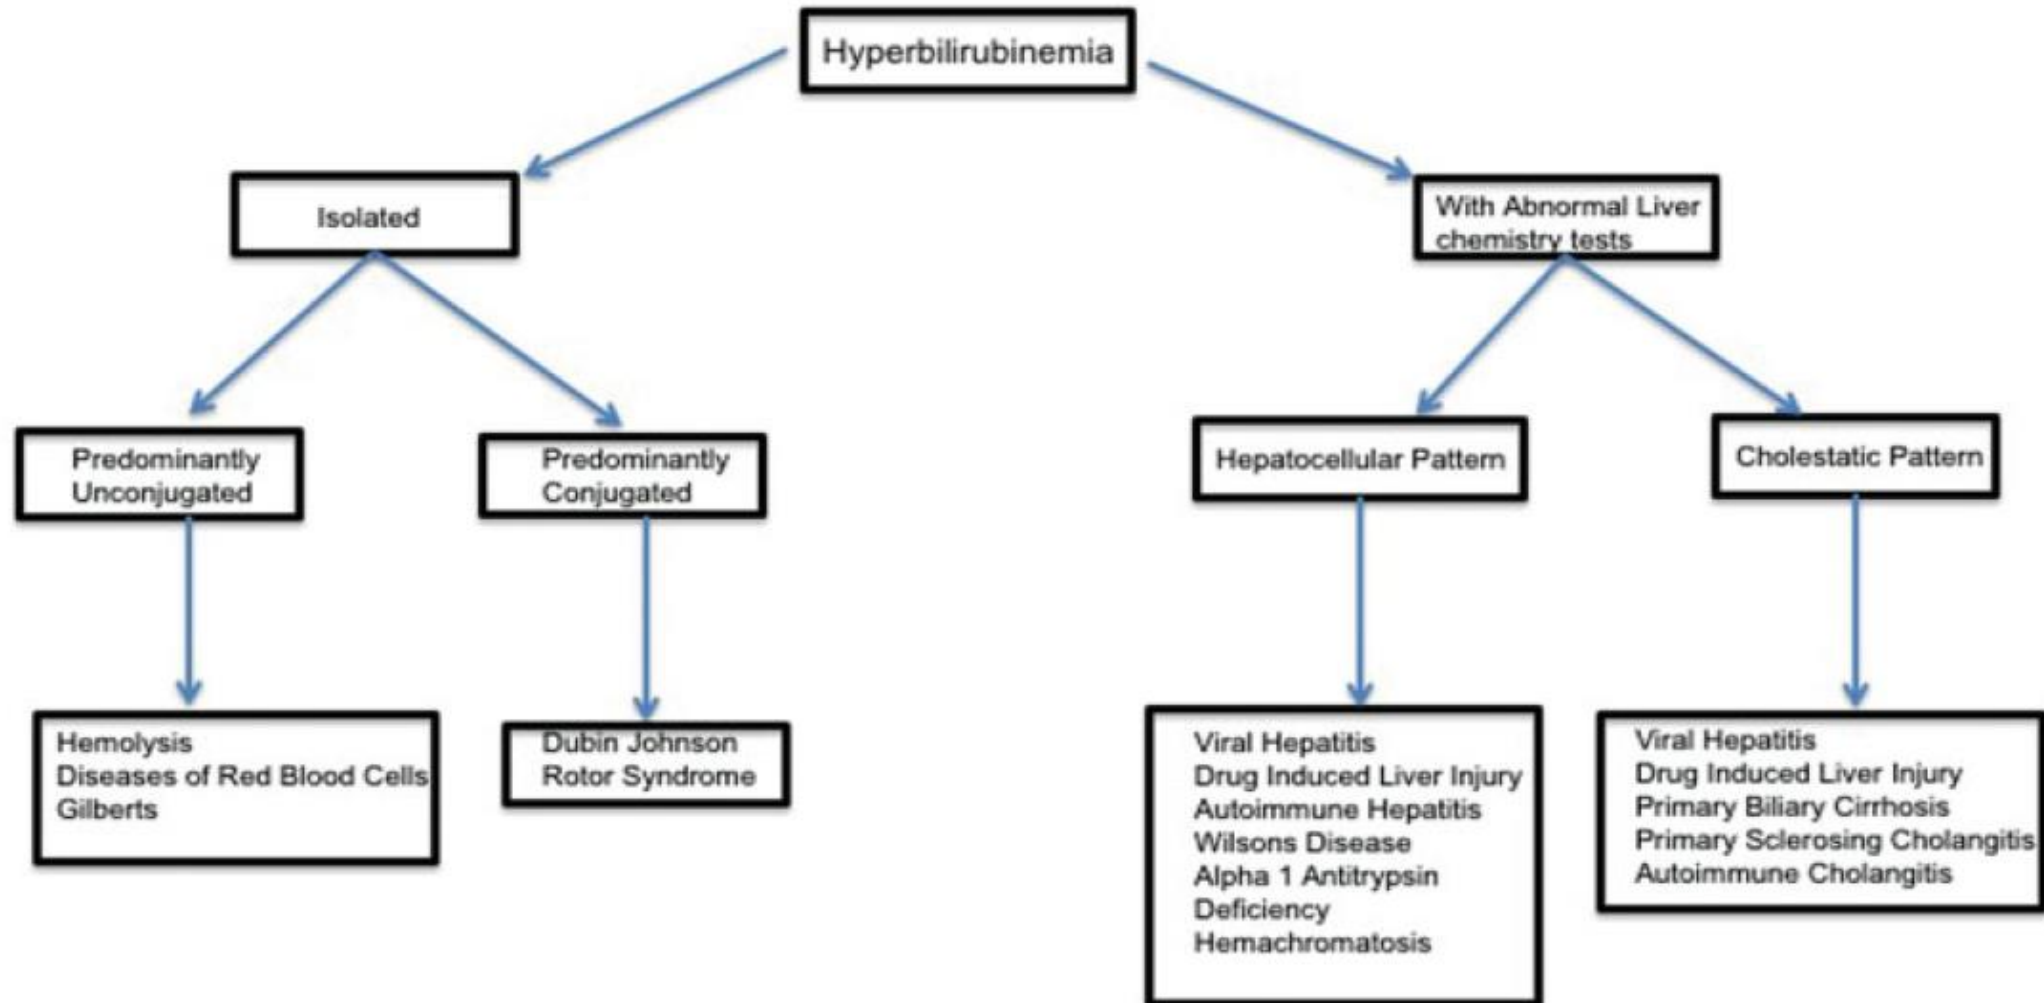 Hyperbilirubinemia
Isolated
With Abnormal Liver
chemistry tests
Predominantly
Unconjugated
Predominantly
Conjugated
Hepatocellular Pattern
Cholestatic Pattern
Hemolysis
Diseases of Red Blood Cells
Gilberts
Dubin Johnson
Rotor Syndrome
Viral Hepatitis
Drug Induced Liver Injury
Autoimmune Hepatitis
Wilsons Disease
Alpha 1 Antitrypsin
Deficiency
Hemachromatosis
Viral Hepatitis
Drug Induced Liver Injury
Primary Biliary Cirrhosis
Primary Sclerosing Cholangitis
Autoimmune Cholangitis